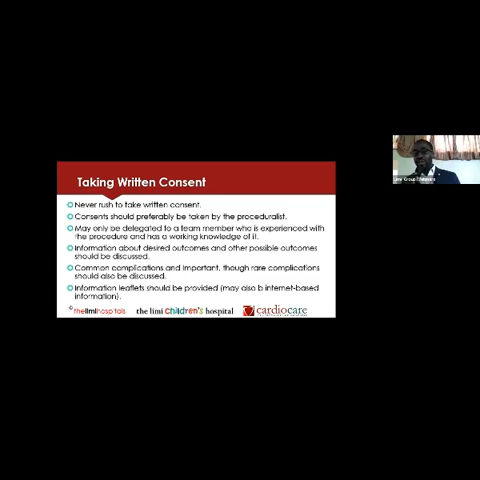 Taking Written Consent
Never rush to take written consent.
Consents should preferably be taken by the proceduralist.
May only be delegated to a team member who is experienced with
the procedure and has a working knowledge of it.
Information about desired outcomes and other possible outcomes
should be discussed.
Common complications and important, though rare complications
should also be discussed.
Information leaflets should be provided (may also b internet-based
information).
thelimihospitals
the limi children's hospital
cardiocare
Limi Group